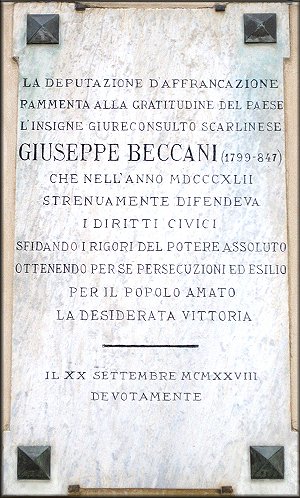 LA DEPUTAZIONE D'AFFRANCAZIONE
RAMMENTA ALLA GRATITUDINE DEL PAESE
L'INSIGNE GIURECONSULTO SCARLINESE
GIUSEPPE BECCANI (1799-847)
CHE NELL'ANNO MDCCCXLII
STRENUAMENTE DIFENDEVA
I DIRITTI CIVICI
SFIDANDO I RIGORI DEL POTERE ASSOLUTO
OTTENENDO PER SE PERSECUZIONI ED ESILIO
PER IL POPOLO AMATO
LA DESIDERATA VITTORIA
IL XX SETTEMBRE MCMXXVIII
DEVOTAMENTE